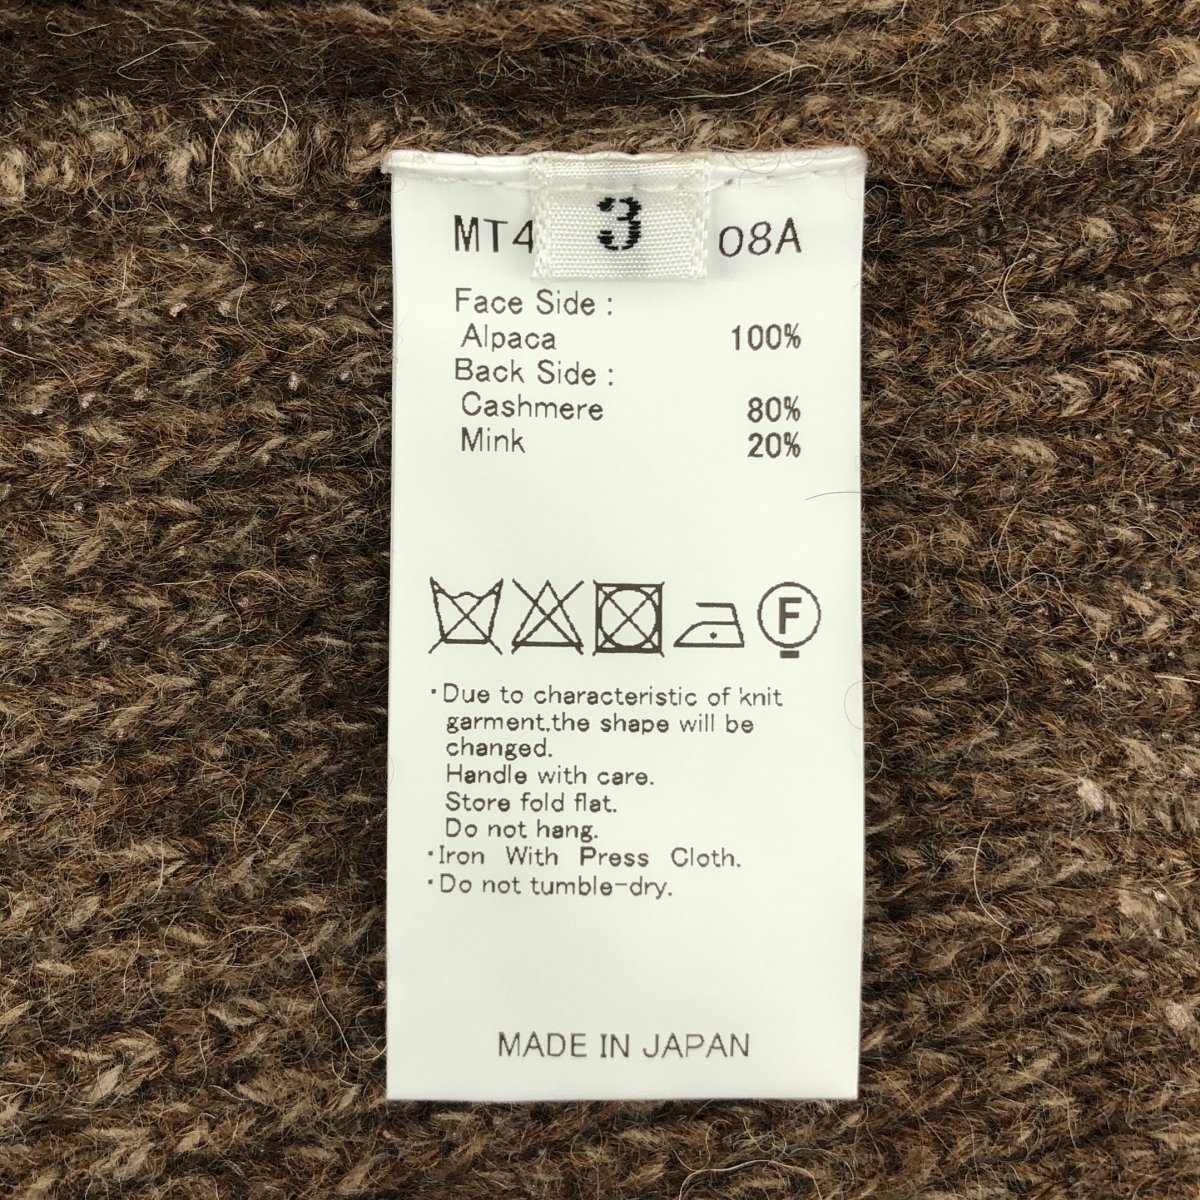 MT4 3 08A
Face Side :
Alpaca 100%
Back Side :
Cashmere 80%
Mink 20%
F
･Due to characteristic of knit
garment,the shape will be
changed.
Handle with care.
Store fold flat.
Do not hang.
･Iron With Press Cloth.
･Do not tumble-dry.
MADE IN JAPAN